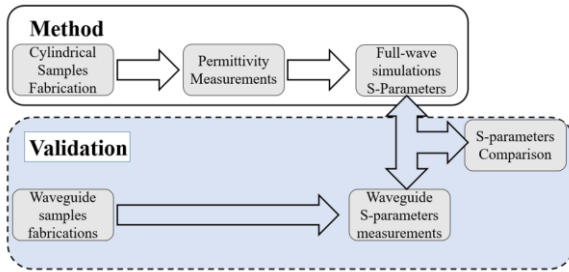 Method
Cylindrical
Samples
Fabrication
Permittivity
Measurements
Full-wave
simulations
S-Parameters
Validation
S-parameters
Comparison
Waveguide
samples
fabrications
Waveguide
S-parameters
measurements